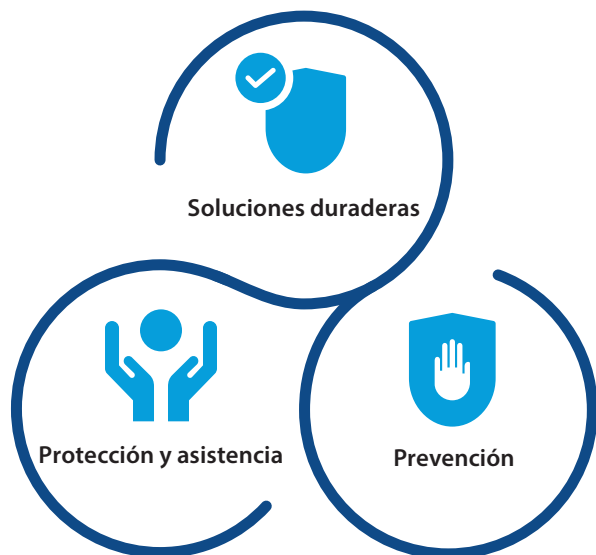 Soluciones duraderas
Protección y asistencia
Prevención